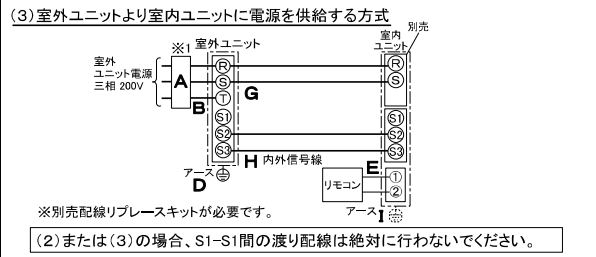 (3)室外ユニットより室内ユニットに電源を供給する方式
別売
※1 室外ユニット
室内
ユニット
室外
ユニット電源
三相 200V
A
B
R
S
T
S1
S2
S3
G
H 内外信号線
R
S
S1
S2
S3
アース
D
E
リモコン
①
②
アース I
※別売配線リプレースキットが必要です。
(2)または(3)の場合、S1-S1間の渡り配線は絶対に行わないでください。